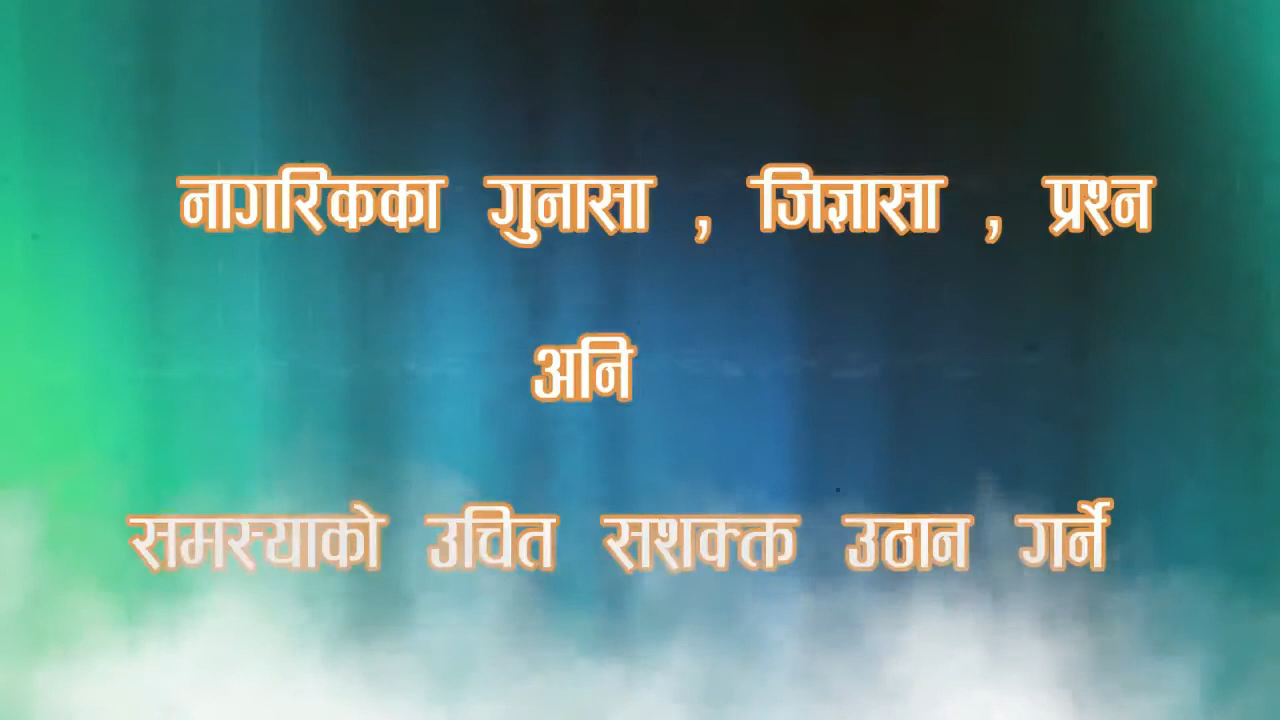 नागरिकका गुनासा , जिज्ञासा , प्रश्न
अनि
समस्याको उचित सशक्त उठान गर्ने